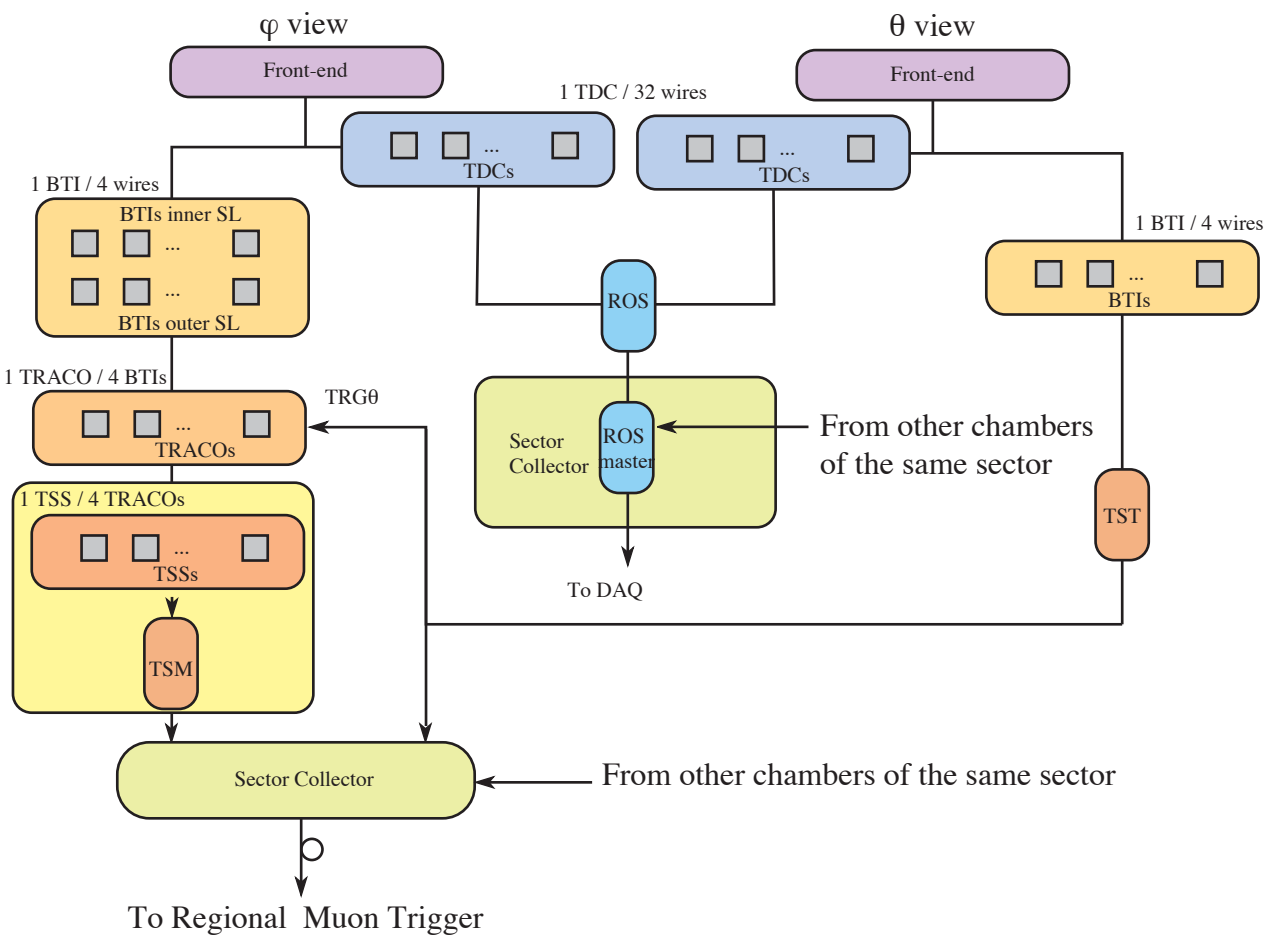 φ view
θ view
Front-end
Front-end
1 TDC / 32 wires
...
TDCs
...
TDCs
1 BTI / 4 wires
BTIs inner SL
...
...
BTIs outer SL
1 BTI / 4 wires
...
BTIs
ROS
1 TRACO / 4 BTIs
...
TRACOs
TRGθ
Sector
Collector
ROS
master
From other chambers
of the same sector
1 TSS / 4 TRACOs
...
TSSs
TST
To DAQ
TSM
Sector Collector
From other chambers of the same sector
To Regional Muon Trigger